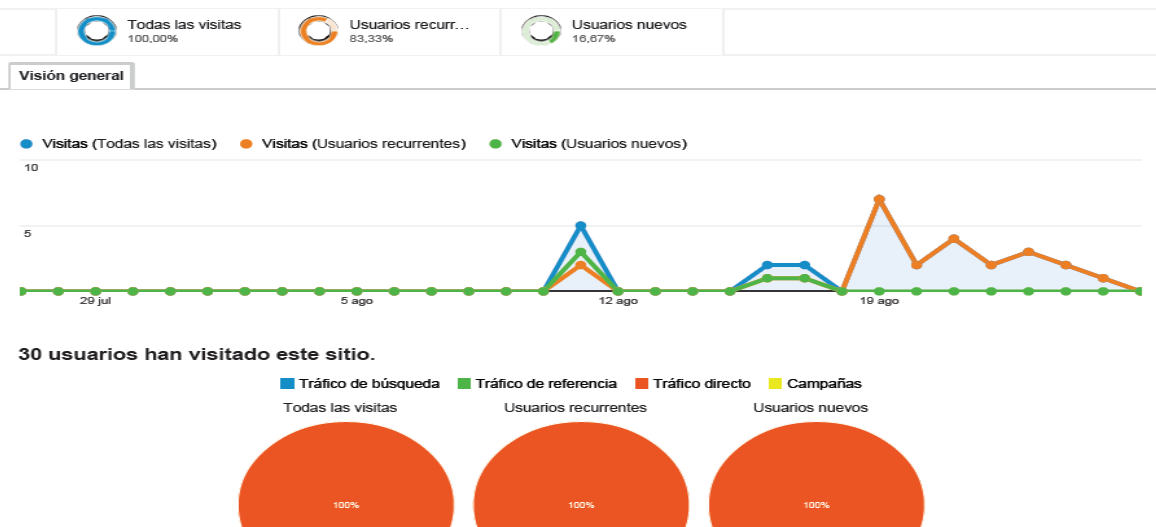 Todas las visitas
100,00%
Usuarios recurr...
83,33%
Usuarios nuevos
16,67%
Visión general
Visitas (Todas las visitas) Visitas (Usuarios recurrentes) Visitas (Usuarios nuevos)
10
5
29 jul 5 ago 12 ago 19 ago
30 usuarios han visitado este sitio.
Tráfico de búsqueda Tráfico de referencia Tráfico directo Campañas
Todas las visitas Usuarios recurrentes Usuarios nuevos
100% 100% 100%